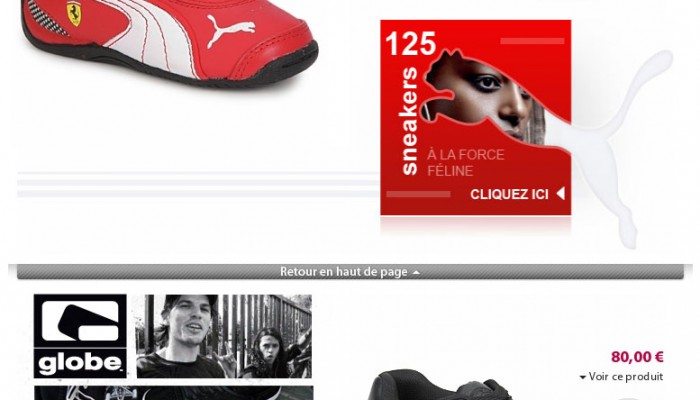 125
sneakers
À LA FORCE
FÉLINE
CLIQUEZ ICI
Retour en haut de page
globe
80,00 €
Voir ce produit